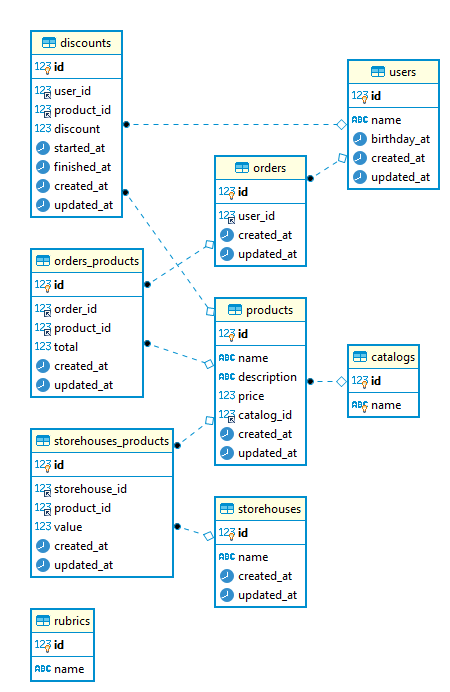 discounts
123 id
123 user_id
123 product_id
123 discount
started_at
finished_at
created_at
updated_at
users
123 id
ABC name
birthday_at
created_at
updated_at
orders
123 id
123 user_id
created_at
updated_at
orders_products
123 id
123 order_id
123 product_id
123 total
created_at
updated_at
products
123 id
ABC name
ABC description
123 price
123 catalog_id
created_at
updated_at
catalogs
123 id
ABC name
storehouses_products
123 id
123 storehouse_id
123 product_id
123 value
created_at
updated_at
storehouses
123 id
ABC name
created_at
updated_at
rubrics
123 id
ABC name